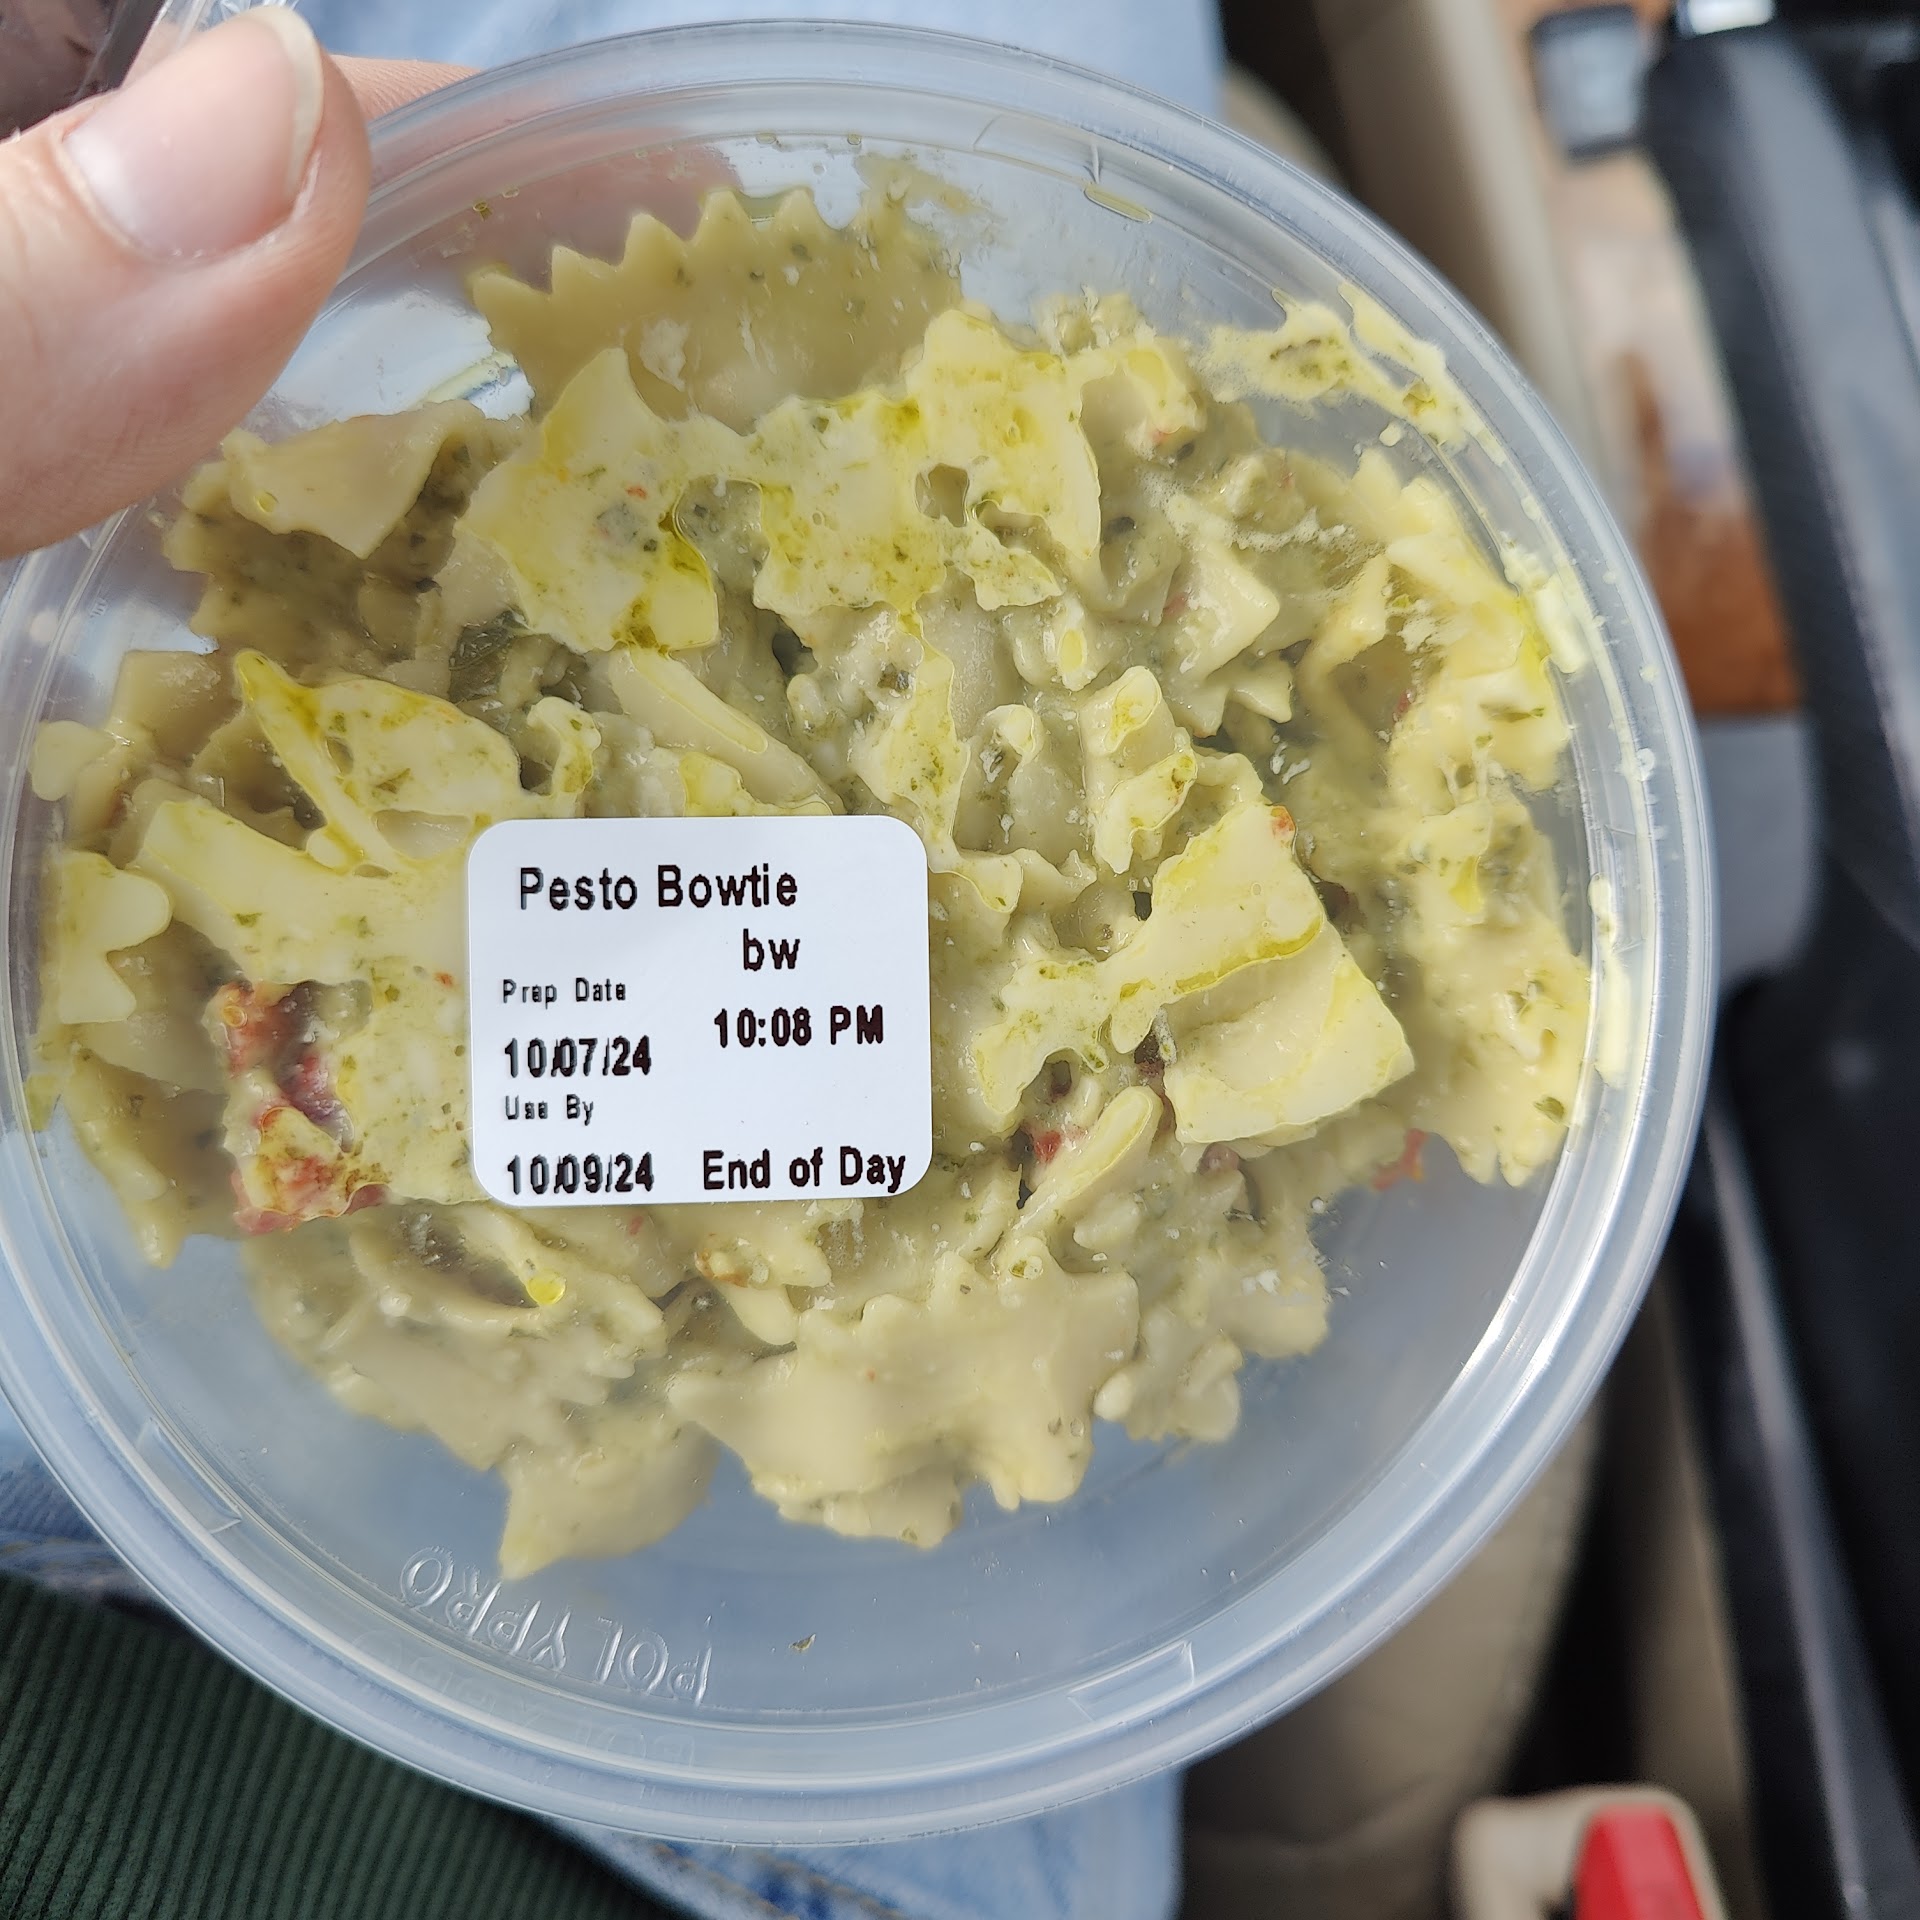 Pesto Bowtie
bw
Prep Date
10:08 PM
10/07/24
Use By
10/09/24 End of Day
POLYPRO